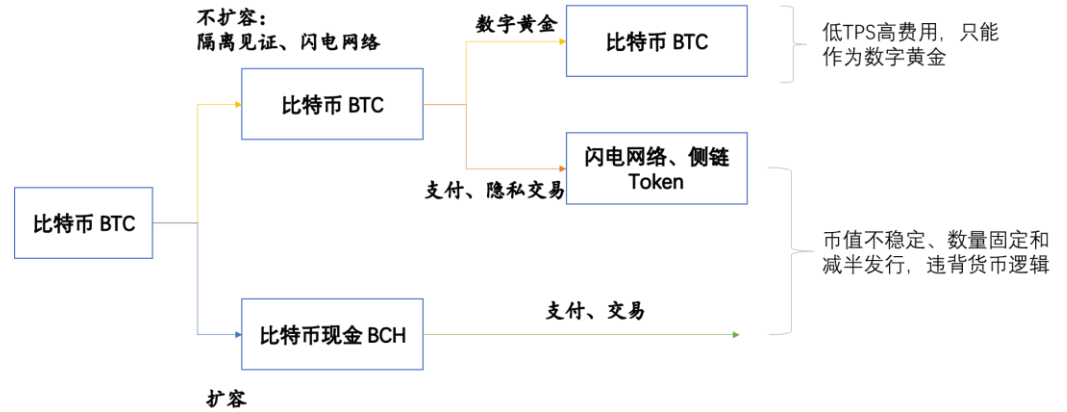 不扩容：
隔离见证、闪电网络
数字黄金
比特币 BTC
低TPS高费用，只能
作为数字黄金
比特币 BTC
闪电网络、侧链
Token
支付、隐私交易
比特币 BTC
币值不稳定、数量固定和
减半发行，违背货币逻辑
支付、交易
比特币现金 BCH
扩容